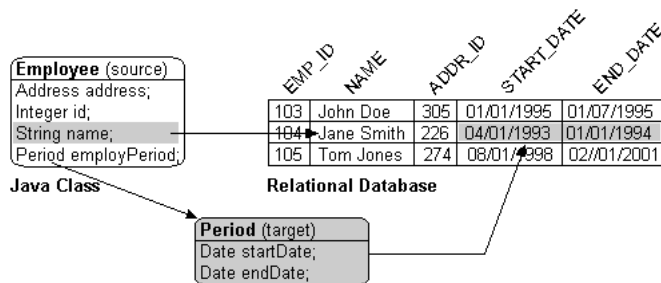 EMP_ID NAME ADDR_ID START_DATE END_DATE
Employee (source)
Address address;
Integer id;
String name;
Period employPeriod;
Java Class
103 John Doe 305 01/01/1995 01/07/1995
104 Jane Smith 226 04/01/1993 01/01/1994
105 Tom Jones 274 08/01/1998 02//01/2001
Relational Database
Period (target)
Date startDate;
Date endDate;